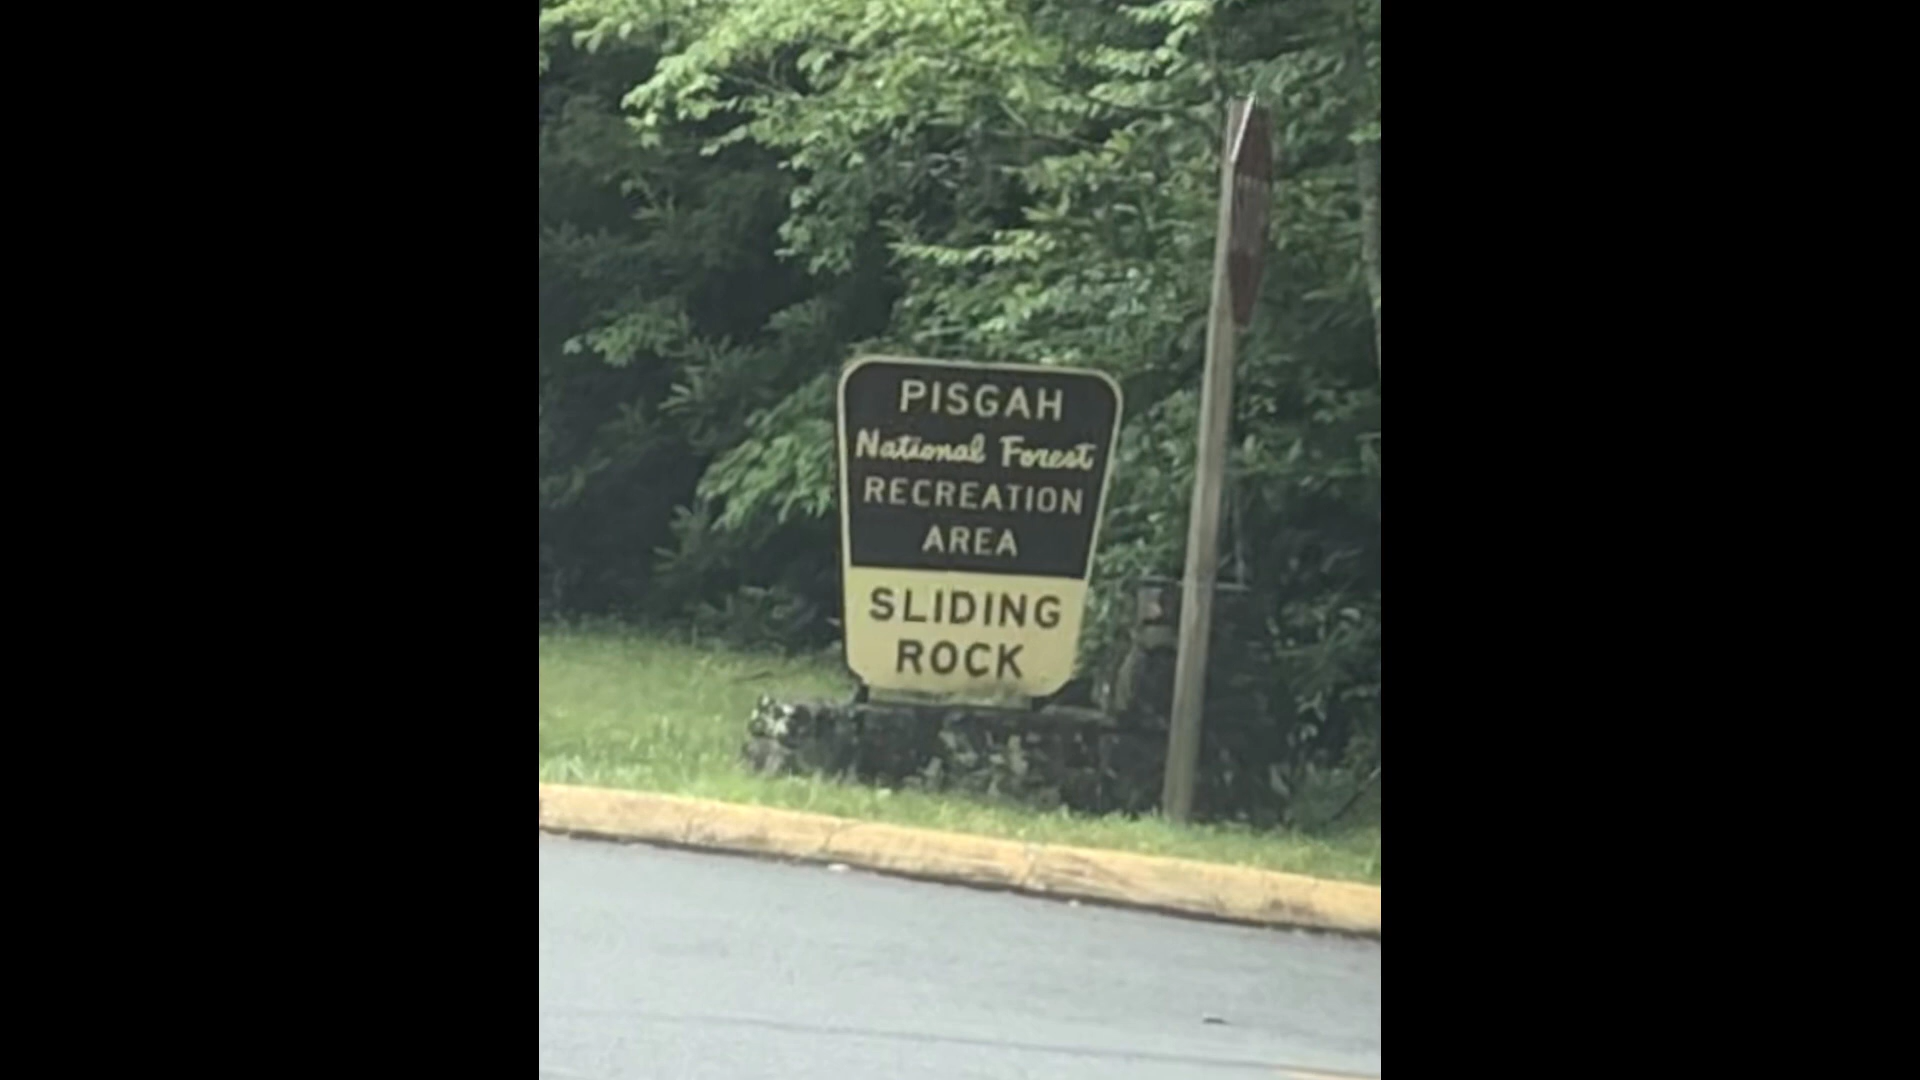 PISGAH
National Forest
RECREATION
AREA
SLIDING
ROCK